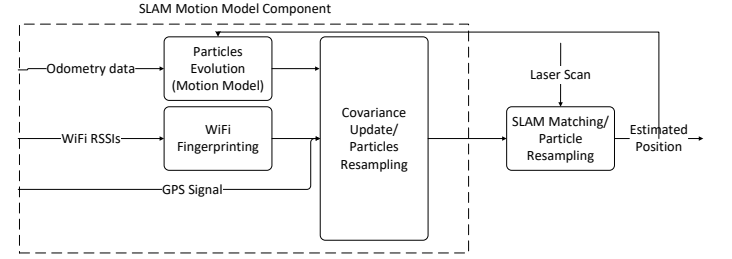 SLAM Motion Model Component
Odometry data
Particles
Evolution
(Motion Model)
WiFi RSSIs
WiFi
Fingerprinting
GPS Signal
Covariance
Update/
Particles
Resampling
Laser Scan
SLAM Matching/
Particle
Resampling
Estimated
Position